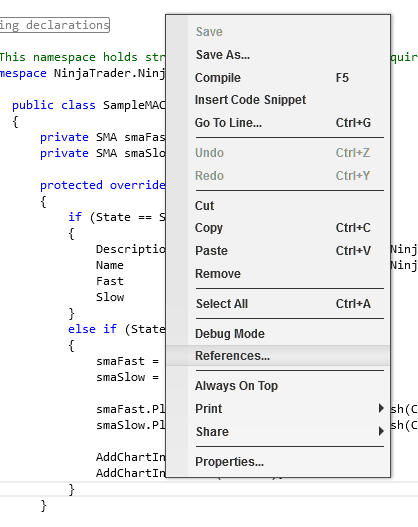 ing declarations
Save
This namespace holds str
Save As...
quir
mespace NinjaTrader.Ninj
Compile F5
Insert Code Snippet
public class SampleMAC
Go To Line... Ctrl+G
{
private SMA smaFas
private SMA smaSlo
Undo Ctrl+Z
Redo Ctrl+Y
protected override
{
Cut
if (State == S
Copy Ctrl+C
{
Descriptio
Paste Ctrl+V
Ninj
Name
Remove
Ninj
Fast
Slow
Select All Ctrl+A
}
else if (State
Debug Mode
{
References...
smaFast =
smaSlow =
Always On Top
smaFast.Pl
Print
sh(C
smaSlow.Pl
Share
sh(C
AddChartIn
Properties...
AddChartIn
}
}